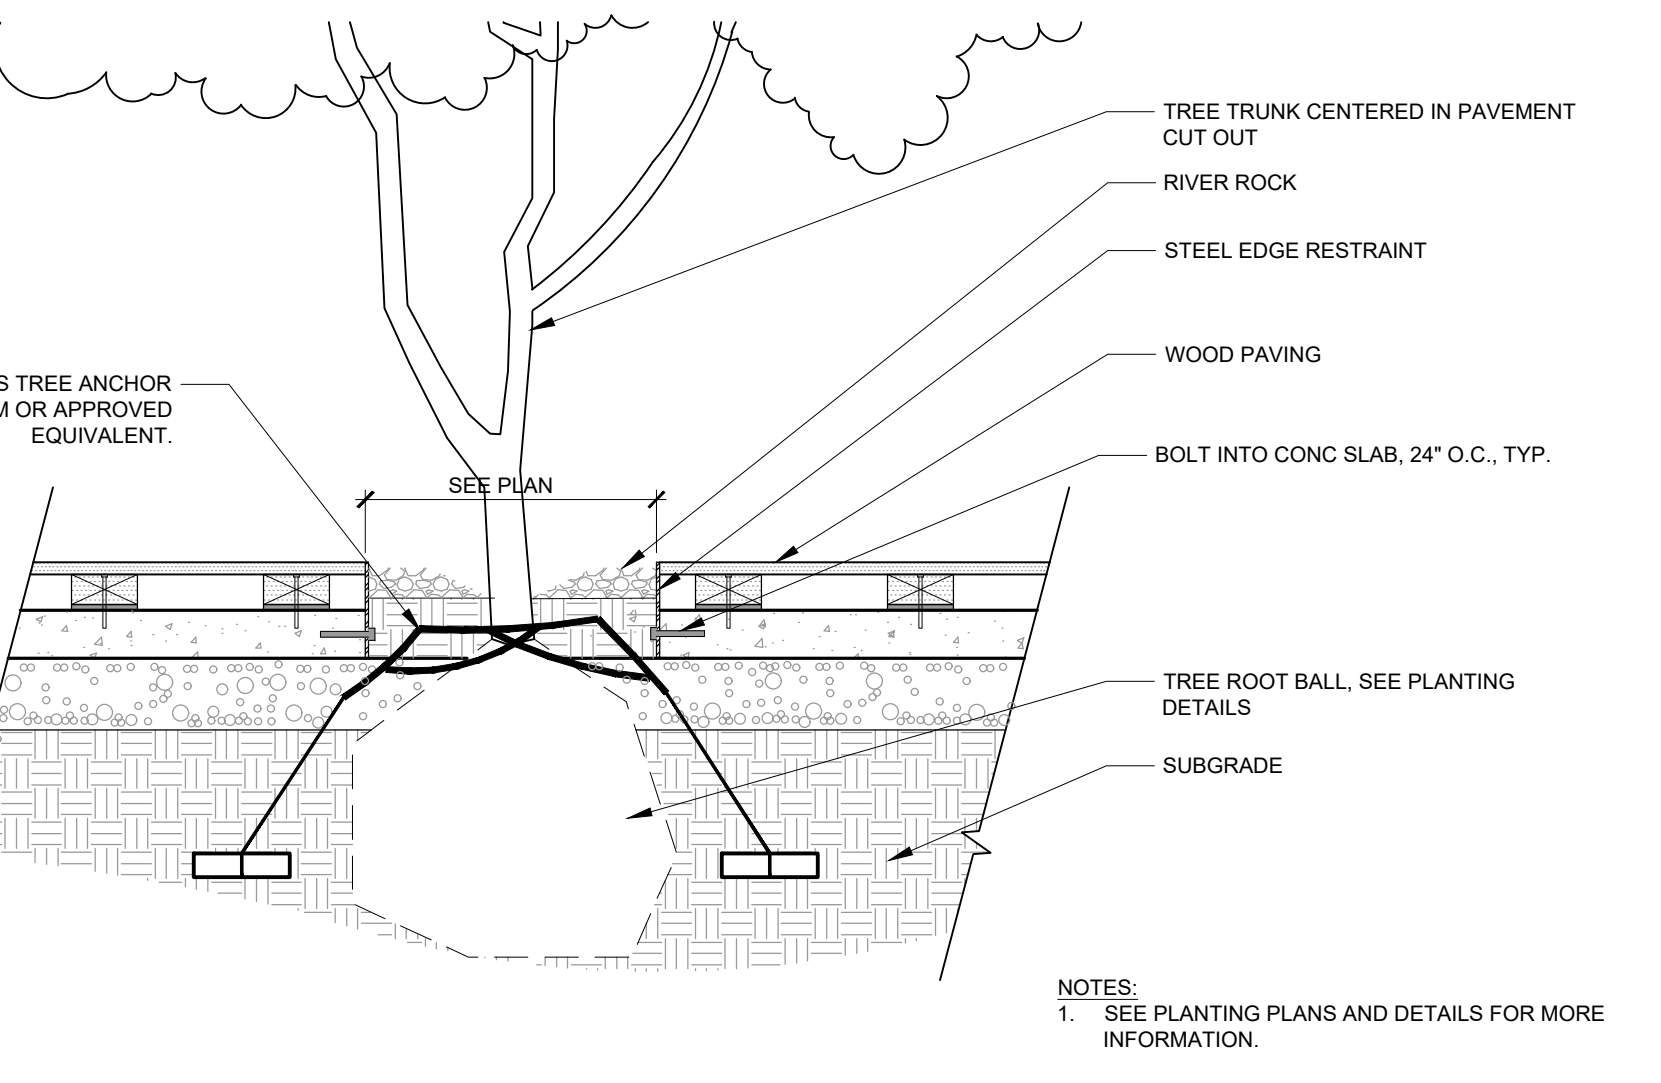 TREE TRUNK CENTERED IN PAVEMENT
CUT OUT
RIVER ROCK
STEEL EDGE RESTRAINT
WOOD PAVING
TREE ANCHOR
OR APPROVED
EQUIVALENT.
BOLT INTO CONC SLAB, 24" O.C., TYP.
SEE PLAN
TREE ROOT BALL, SEE PLANTING
DETAILS
SUBGRADE
NOTES:
1. SEE PLANTING PLANS AND DETAILS FOR MORE
INFORMATION.